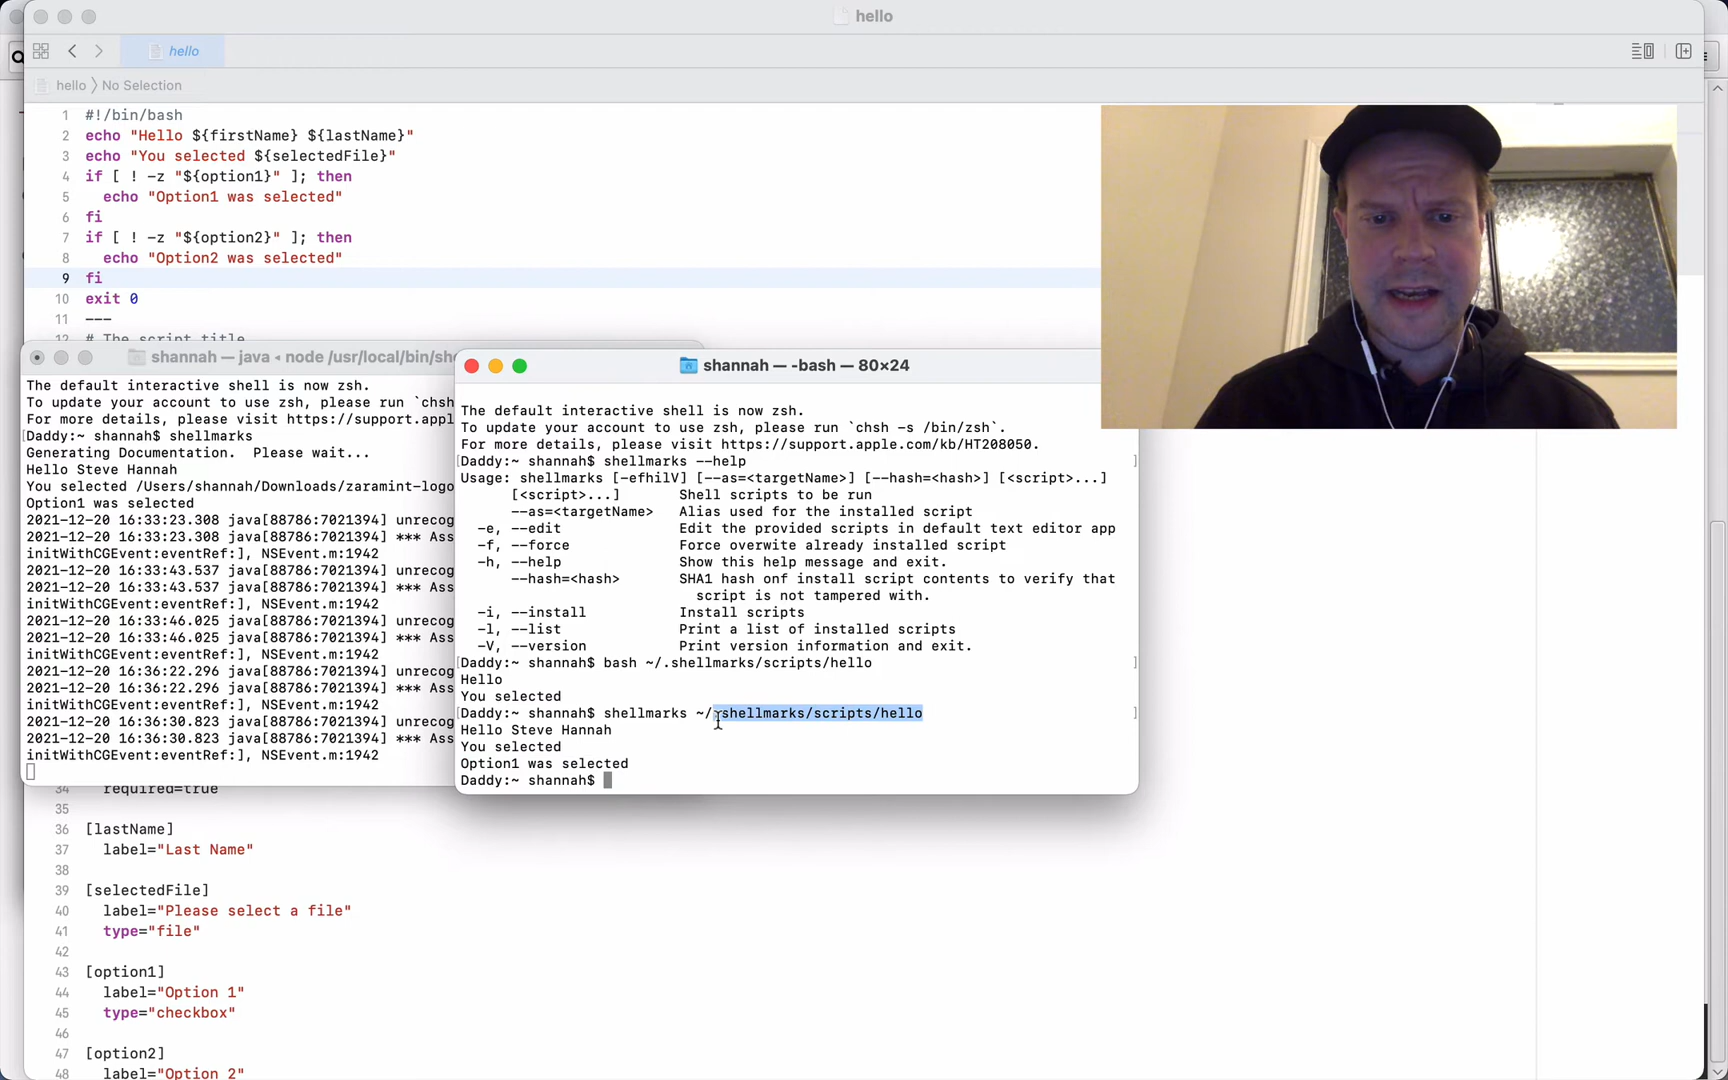 hello
hello
hello 〉 No Selection
1 #!/bin/bash
2 echo "Hello ${firstName} ${lastName}"
3 echo "You selected ${selectedFile}"
4 if [ ! -z "${option1}" ]; then
5 echo "Option1 was selected"
6 fi
7 if [ ! -z "${option2}" ]; then
8 echo "Option2 was selected"
9 fi
10 exit 0
11 ---
12 # The script title
shannah — java ◂ node /usr/local/bin/she
The default interactive shell is now zsh.
To update your account to use zsh, please run `chsh
For more details, please visit https://support.appl
[Daddy:~ shannah$ shellmarks
Generating Documentation.  Please wait...
Hello Steve Hannah
You selected /Users/shannah/Downloads/zaramint-logo
Option1 was selected
2021-12-20 16:33:23.308 java[88786:7021394] unrecog
2021-12-20 16:33:23.308 java[88786:7021394] *** Ass
initWithCGEvent:eventRef:], NSEvent.m:1942
2021-12-20 16:33:43.537 java[88786:7021394] unrecog
2021-12-20 16:33:43.537 java[88786:7021394] *** Ass
initWithCGEvent:eventRef:], NSEvent.m:1942
2021-12-20 16:33:46.025 java[88786:7021394] unrecog
2021-12-20 16:33:46.025 java[88786:7021394] *** Ass
initWithCGEvent:eventRef:], NSEvent.m:1942
2021-12-20 16:36:22.296 java[88786:7021394] unrecog
2021-12-20 16:36:22.296 java[88786:7021394] *** Ass
initWithCGEvent:eventRef:], NSEvent.m:1942
2021-12-20 16:36:30.823 java[88786:7021394] unrecog
2021-12-20 16:36:30.823 java[88786:7021394] *** Ass
initWithCGEvent:eventRef:], NSEvent.m:1942
shannah — -bash — 80×24
The default interactive shell is now zsh.
To update your account to use zsh, please run `chsh -s /bin/zsh`.
For more details, please visit https://support.apple.com/kb/HT208050.
[Daddy:~ shannah$ shellmarks --help ]
Usage: shellmarks [-efhilV] [--as=<targetName>] [--hash=<hash>] [<script>...]
[<script>...] Shell scripts to be run
--as=<targetName> Alias used for the installed script
-e, --edit Edit the provided scripts in default text editor app
-f, --force Force overwite already installed script
-h, --help Show this help message and exit.
--hash=<hash> SHA1 hash onf install script contents to verify that
script is not tampered with.
-i, --install Install scripts
-l, --list Print a list of installed scripts
-V, --version Print version information and exit.
[Daddy:~ shannah$ bash ~/.shellmarks/scripts/hello ]
Hello
You selected
[Daddy:~ shannah$ shellmarks ~/.shellmarks/scripts/hello ]
Hello Steve Hannah
You selected
Option1 was selected
Daddy:~ shannah$
34 required=true
35
36 [lastName]
37 label="Last Name"
38
39 [selectedFile]
40 label="Please select a file"
41 type="file"
42
43 [option1]
44 label="Option 1"
45 type="checkbox"
46
47 [option2]
48 label="Option 2"